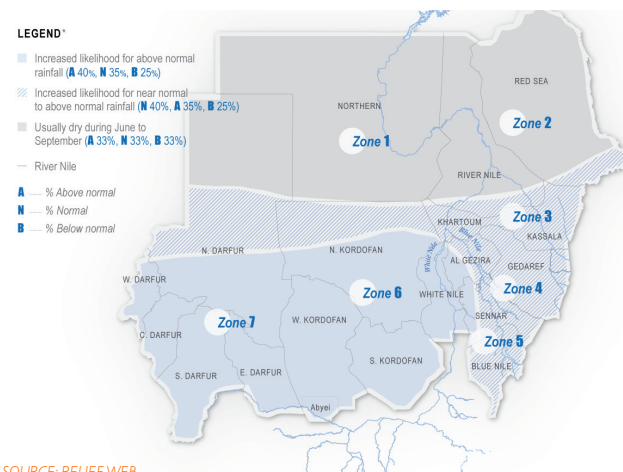 LEGEND*
Increased likelihood for above normal
rainfall (A 40%, N 35%, B 25%)
Increased likelihood for near normal
to above normal rainfall (N 40%, A 35%, B 25%)
Usually dry during June to
September (A 33%, N 33%, B 33%)
River Nile
A % Above normal
N % Normal
B % Below normal
RED SEA
NORTHERN
Zone 2
Zone 1
RIVER NILE
Zone 3
KHARTOUM
KASSALA
Blue Nile
N. DARFUR
N. KORDOFAN
White Nile
AL GEZIRA
GEDAREF
W. DARFUR
Zone 6
WHITE NILE
Zone 4
SENNAR
Zone 7
W. KORDOFAN
C. DARFUR
Zone 5
S. KORDOFAN
BLUE NILE
S. DARFUR
E. DARFUR
Abyei
SOURCE: RELIEF WEB